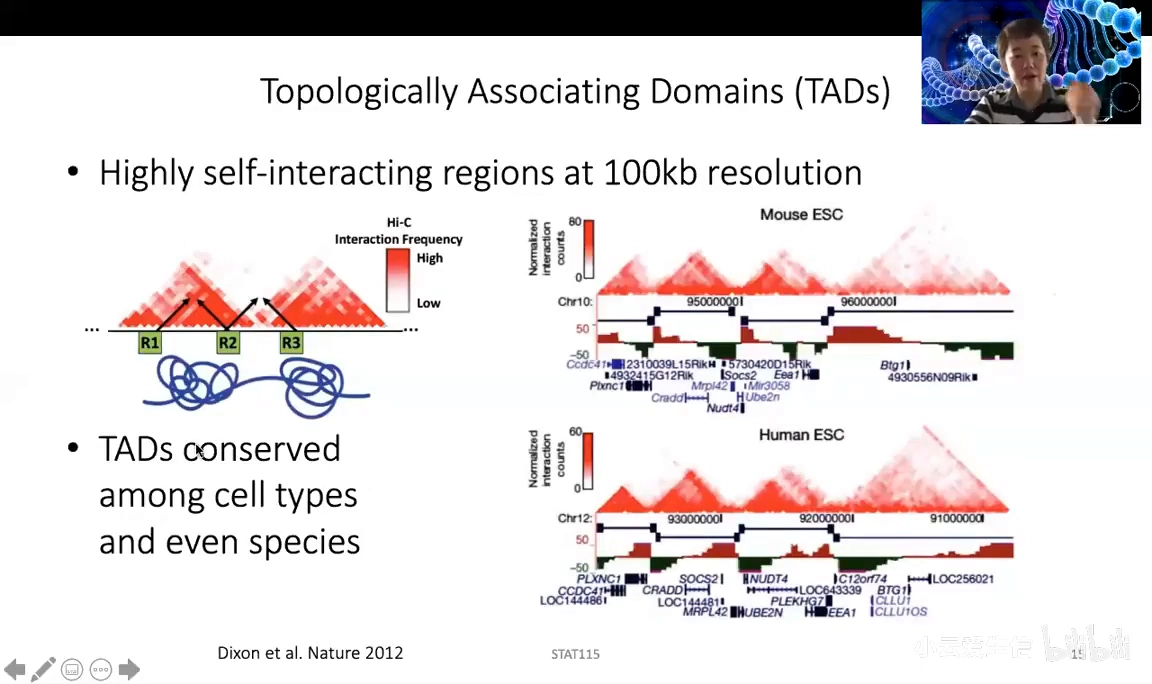 Topologically Associating Domains (TADs)
• Highly self-interacting regions at 100kb resolution
Hi-C
Interaction Frequency
High
Low
...
...
R1
R2
R3
• TADs conserved
among cell types
and even species
Mouse ESC
Normalized
interaction
counts
80
0
Chr10:
95000000
96000000
50
-50
Ccdc41
2310039L15Rik
5730420D15Rik
Btg1
4932415G12Rik
Socs2
Eea1
4930556N09Rik
Plxnc1
Mrpl42
Mir3058
Cradd
Ube2n
Nudt4
Human ESC
Normalized
interaction
counts
60
0
Chr12:
93000000
92000000
91000000
50
-50
PLXNC1
SOCS2
NUDT4
C12orf74
LOC256021
CCDC41
CRADD
LOC643339
BTG1
LOC144486
LOC144481
PLEKHG7
CLLU1
MRPL42
UBE2N
EEA1
CLLU1OS
Dixon et al. Nature 2012
STAT115
15
bilibili